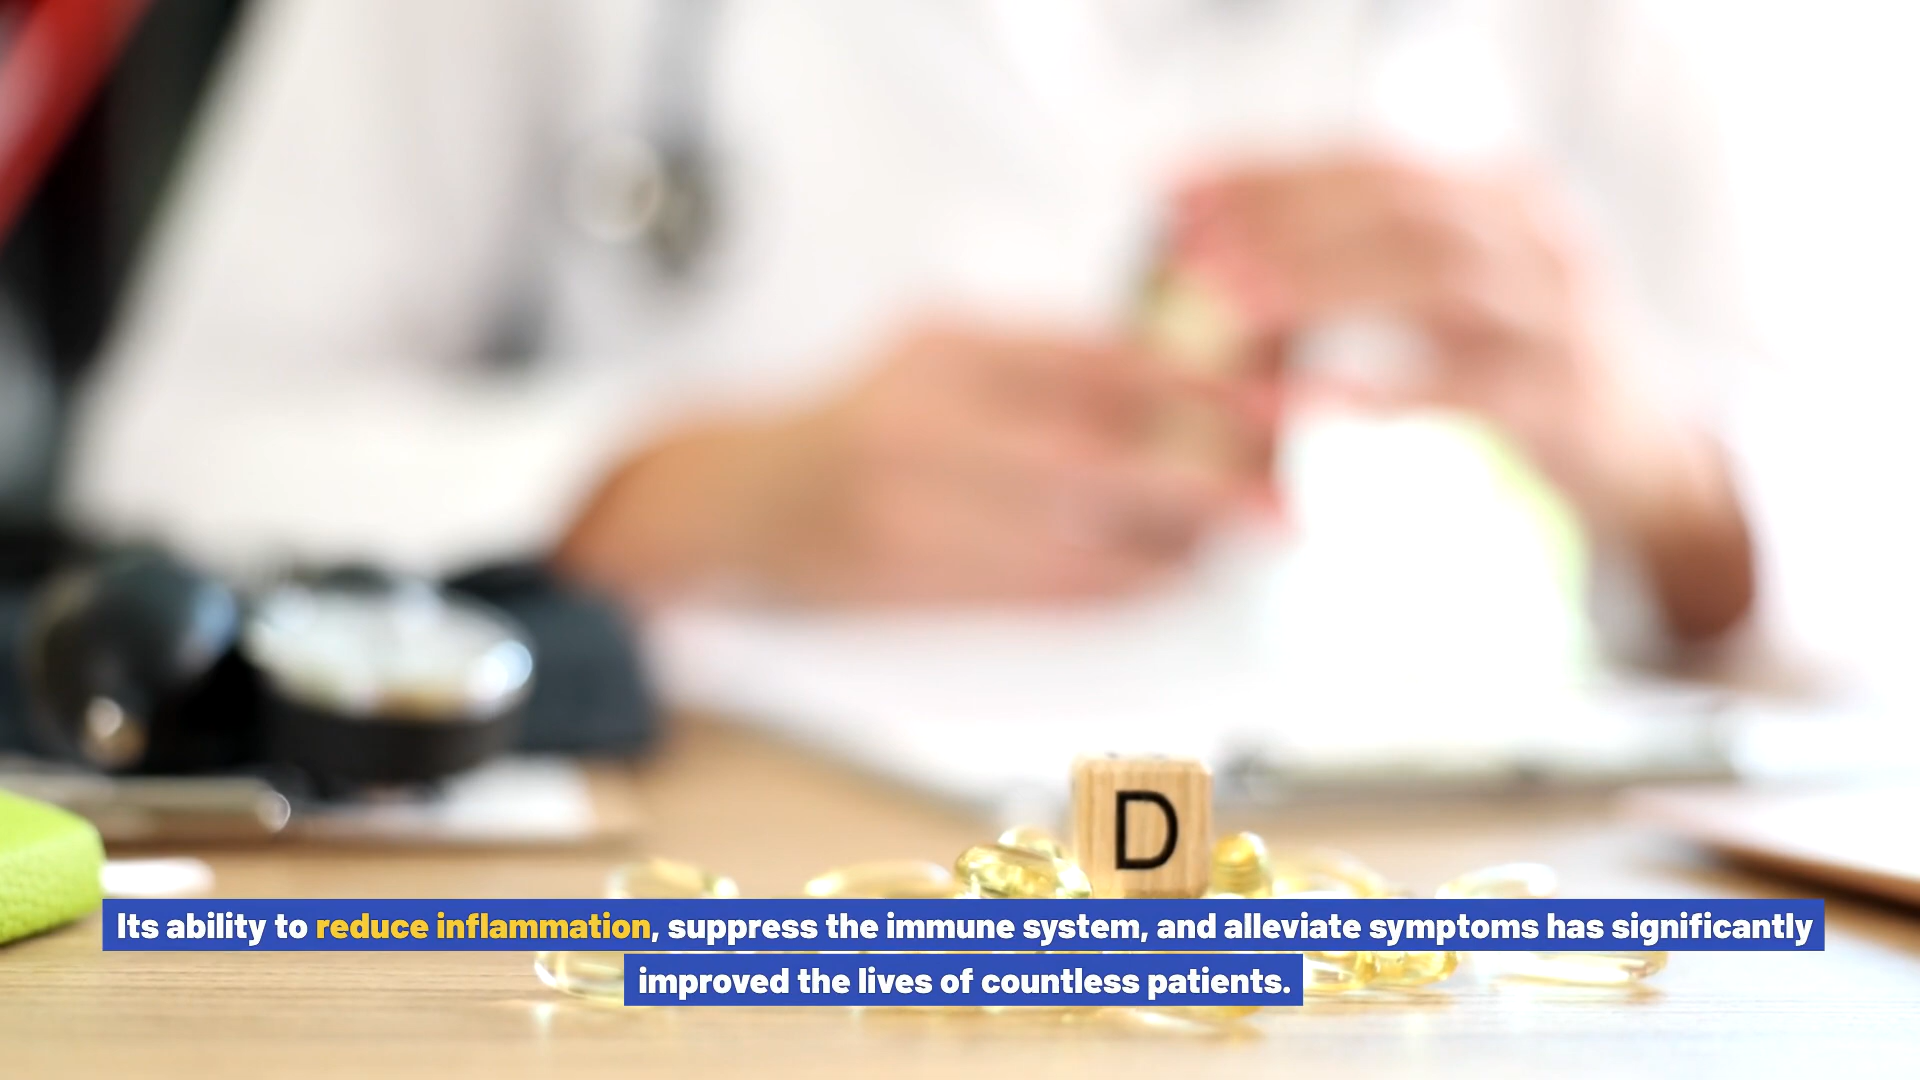 D
Its ability to reduce inflammation, suppress the immune system, and alleviate symptoms has significantly
improved the lives of countless patients.